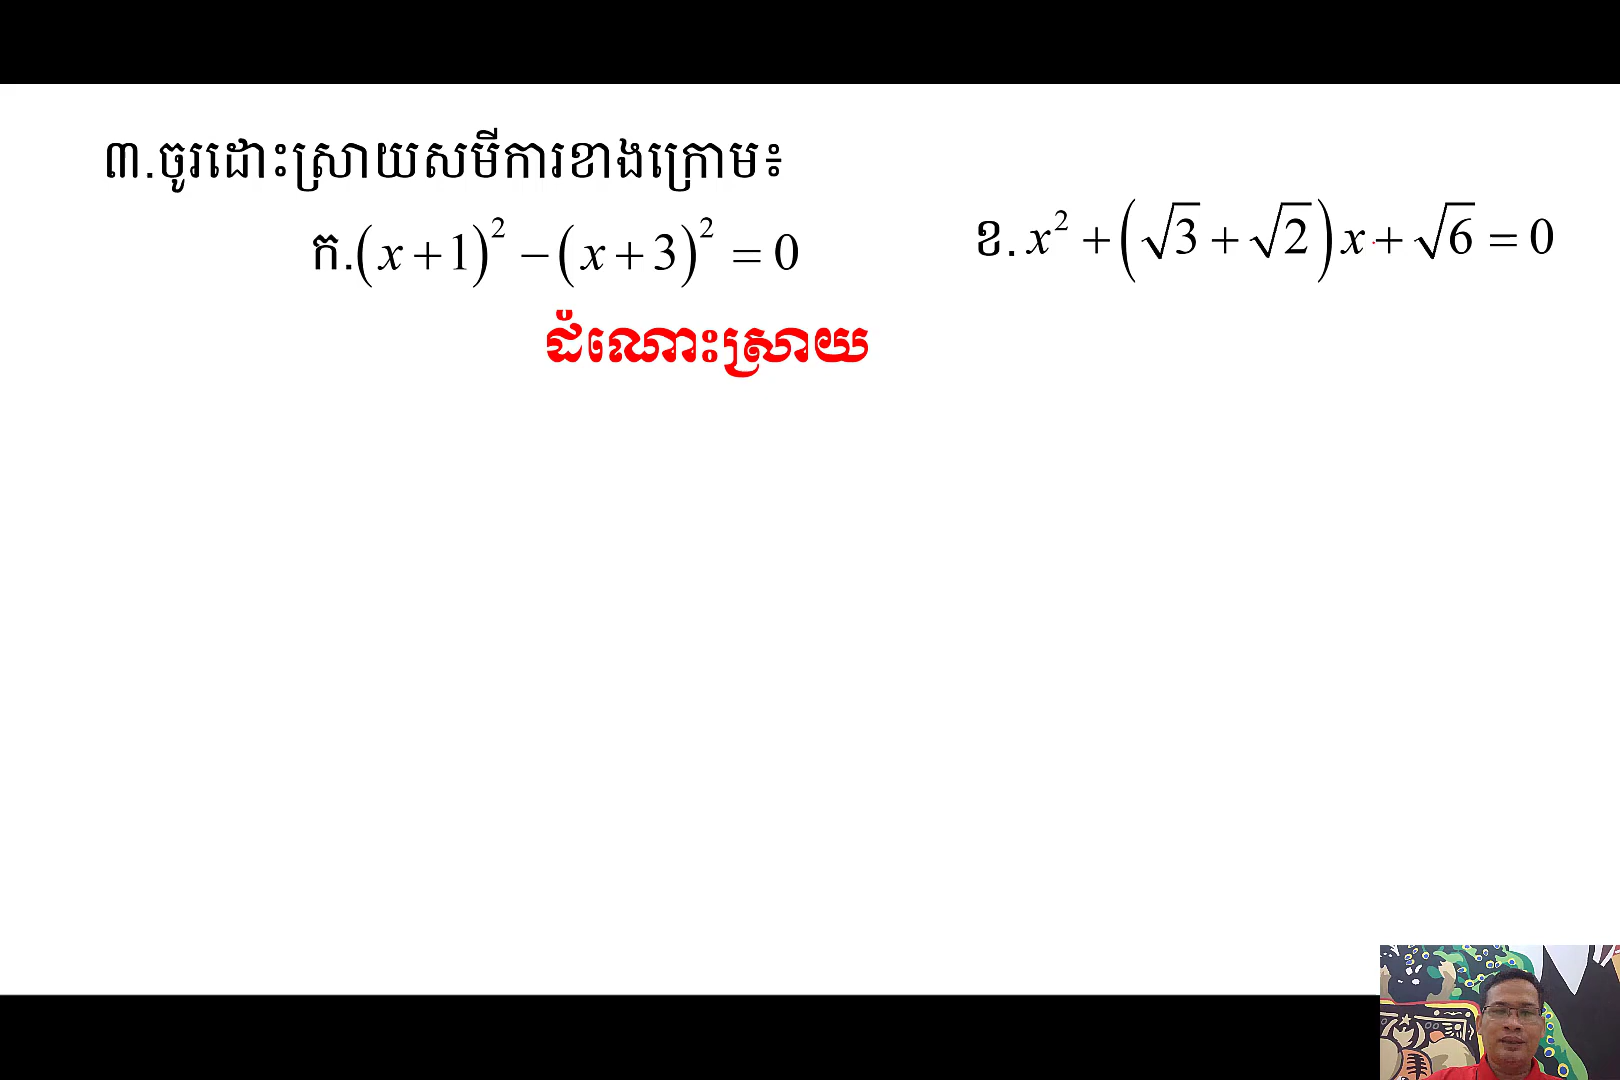 ៣.ចូរដោះស្រាយសមីការខាងក្រោម៖
ក.(x+1)² −(x+3)² = 0
ខ. x² +(√3 + √2)x + √6 = 0
ដំណោះស្រាយ